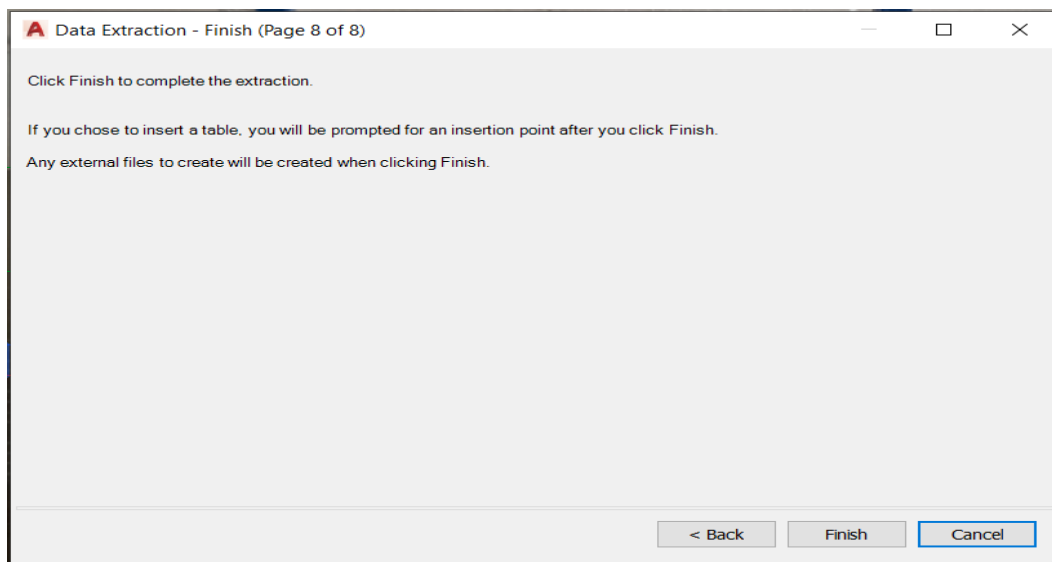 Data Extraction - Finish (Page 8 of 8)
Click Finish to complete the extraction.
If you chose to insert a table, you will be prompted for an insertion point after you click Finish.
Any external files to create will be created when clicking Finish.
< Back Finish Cancel